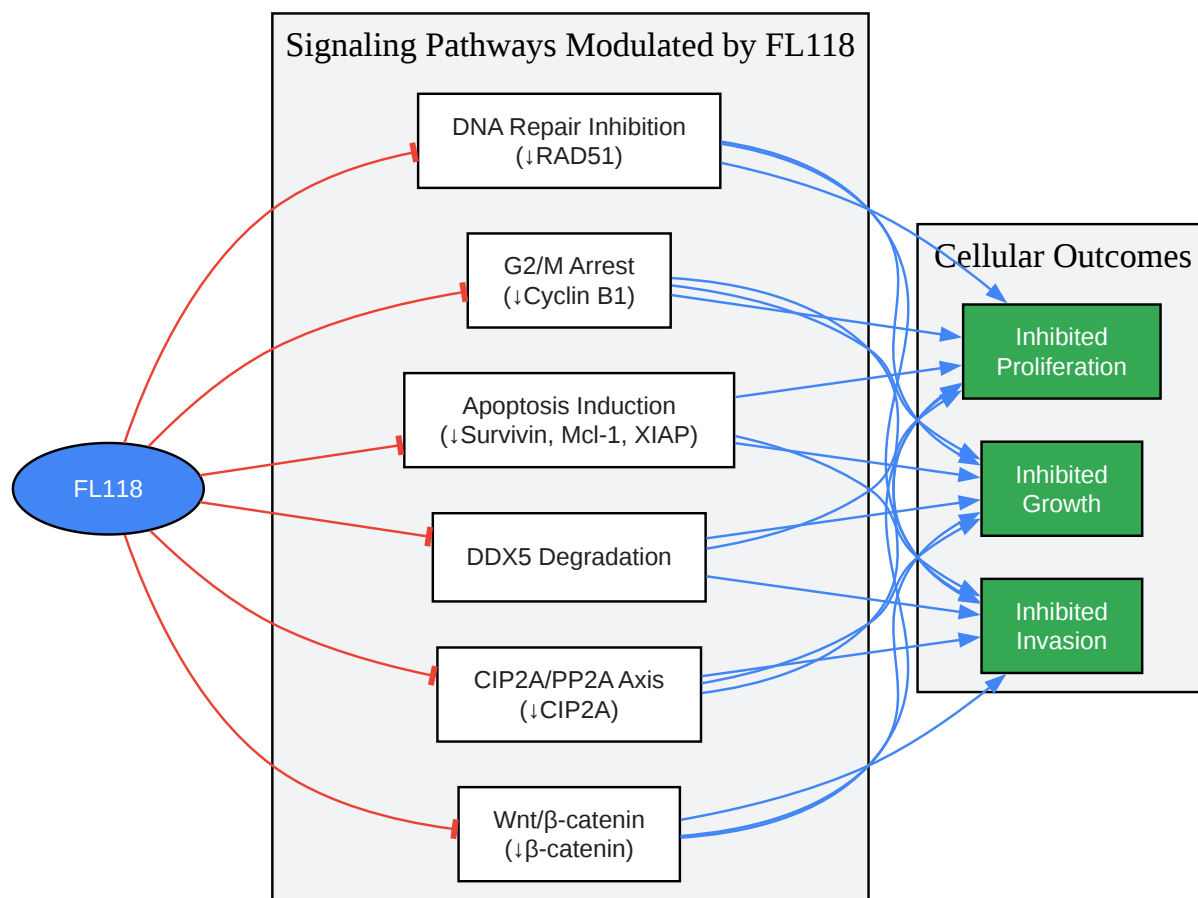 Signaling Pathways Modulated by FL118
DNA Repair Inhibition
(↓RAD51)
G2/M Arrest
(↓Cyclin B1)
Apoptosis Induction
(↓Survivin, Mcl-1, XIAP)
FL118
DDX5 Degradation
CIP2A/PP2A Axis
(↓CIP2A)
Wnt/β-catenin
(↓β-catenin)
Cellular Outcomes
Inhibited
Proliferation
Inhibited
Growth
Inhibited
Invasion